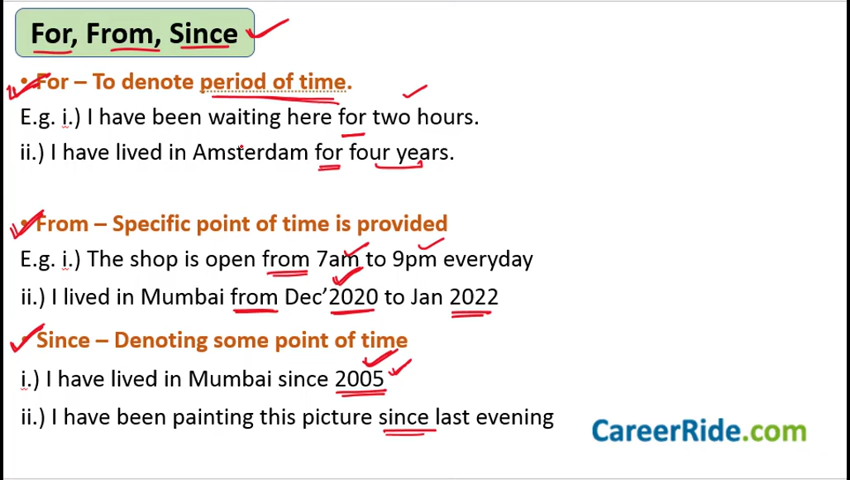 For, From, Since
• For – To denote period of time.
E.g. i.) I have been waiting here for two hours.
ii.) I have lived in Amsterdam for four years.
• From – Specific point of time is provided
E.g. i.) The shop is open from 7am to 9pm everyday
ii.) I lived in Mumbai from Dec’2020 to Jan 2022
• Since – Denoting some point of time
i.) I have lived in Mumbai since 2005
ii.) I have been painting this picture since last evening
CareerRide.com